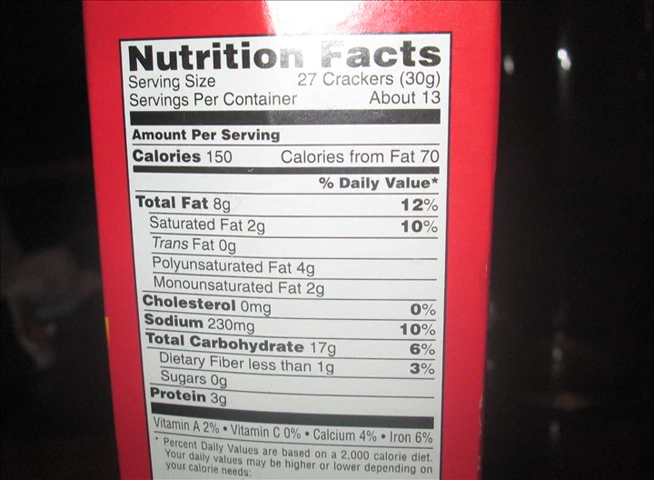 Nutrition Facts
Serving Size 27 Crackers (30g)
Servings Per Container About 13
Amount Per Serving
Calories 150 Calories from Fat 70
% Daily Value*
Total Fat 8g 12%
Saturated Fat 2g 10%
Trans Fat 0g
Polyunsaturated Fat 4g
Monounsaturated Fat 2g
Cholesterol 0mg 0%
Sodium 230mg 10%
Total Carbohydrate 17g 6%
Dietary Fiber less than 1g 3%
Sugars 0g
Protein 3g
Vitamin A 2% • Vitamin C 0% • Calcium 4% • Iron 6%
* Percent Daily Values are based on a 2,000 calorie diet.
Your daily values may be higher or lower depending on
your calorie needs: